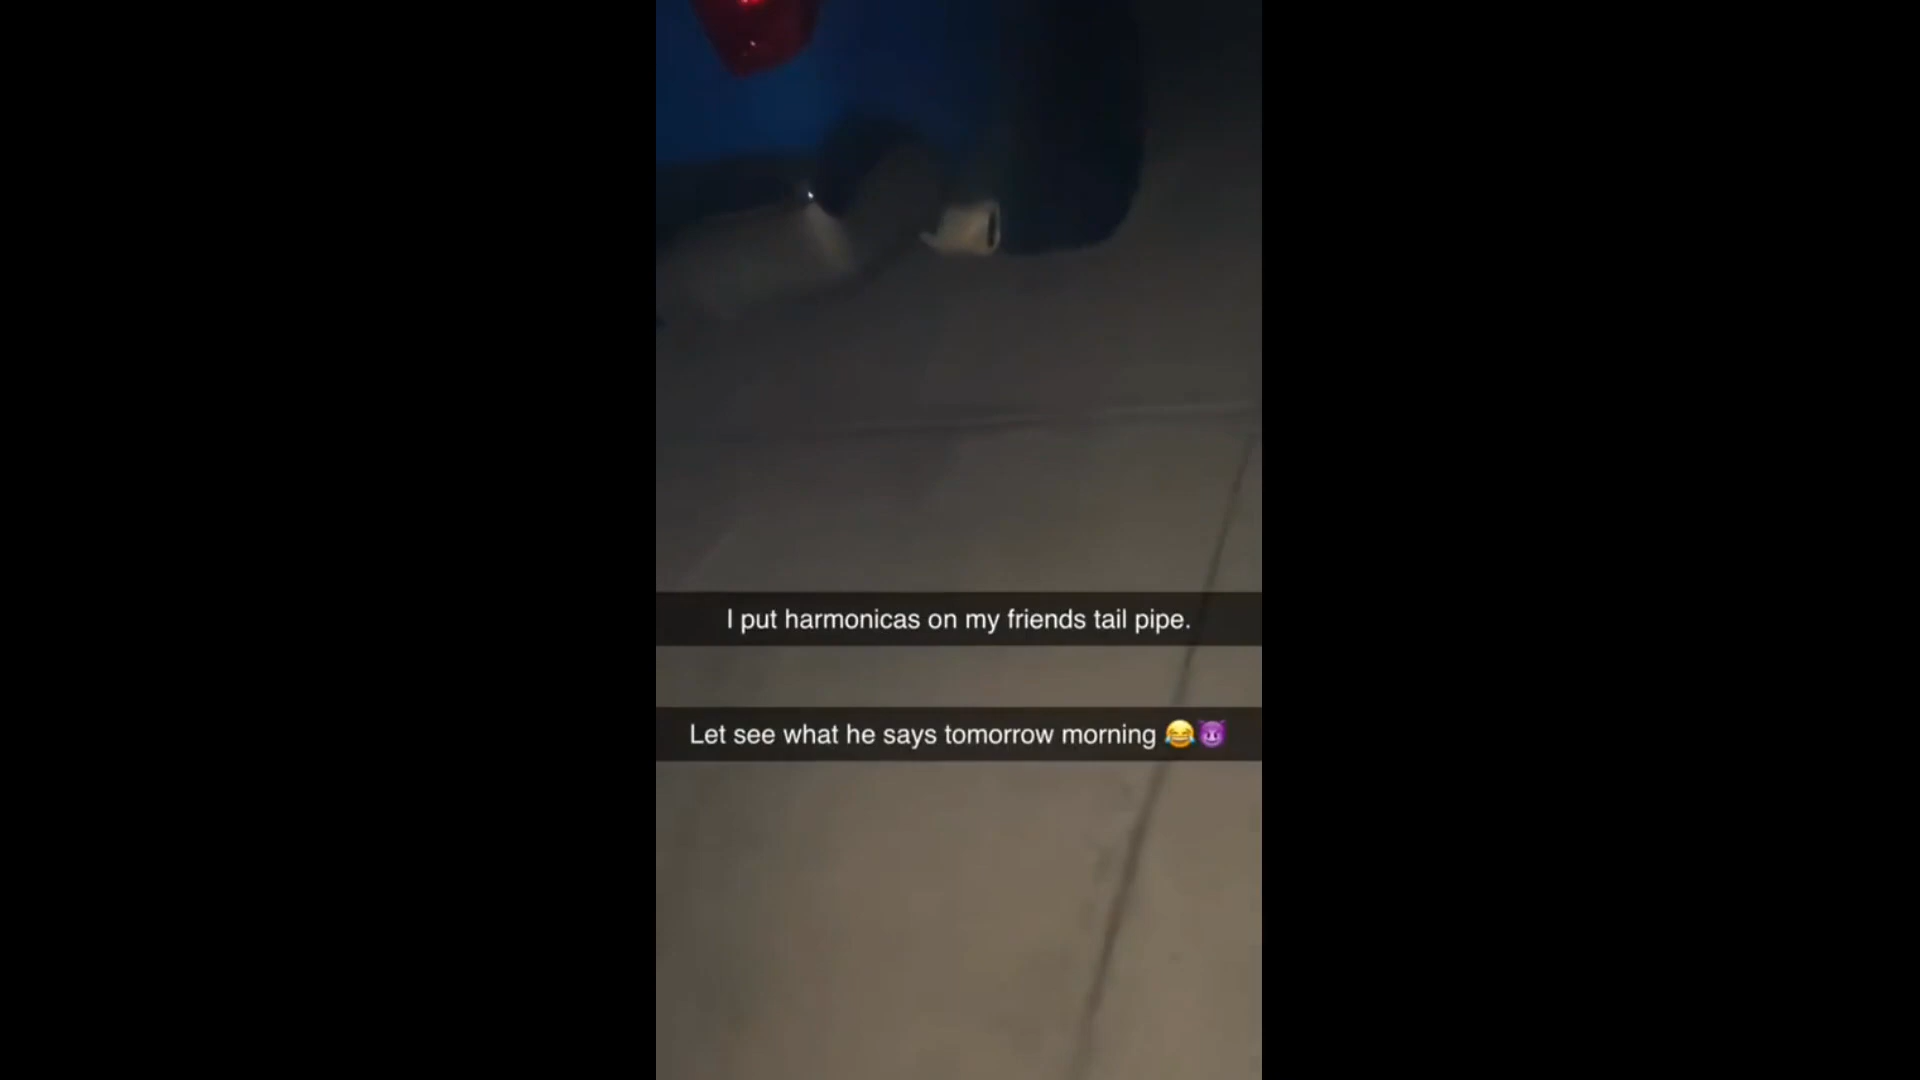 I put harmonicas on my friends tail pipe.
Let see what he says tomorrow morning 😂😈